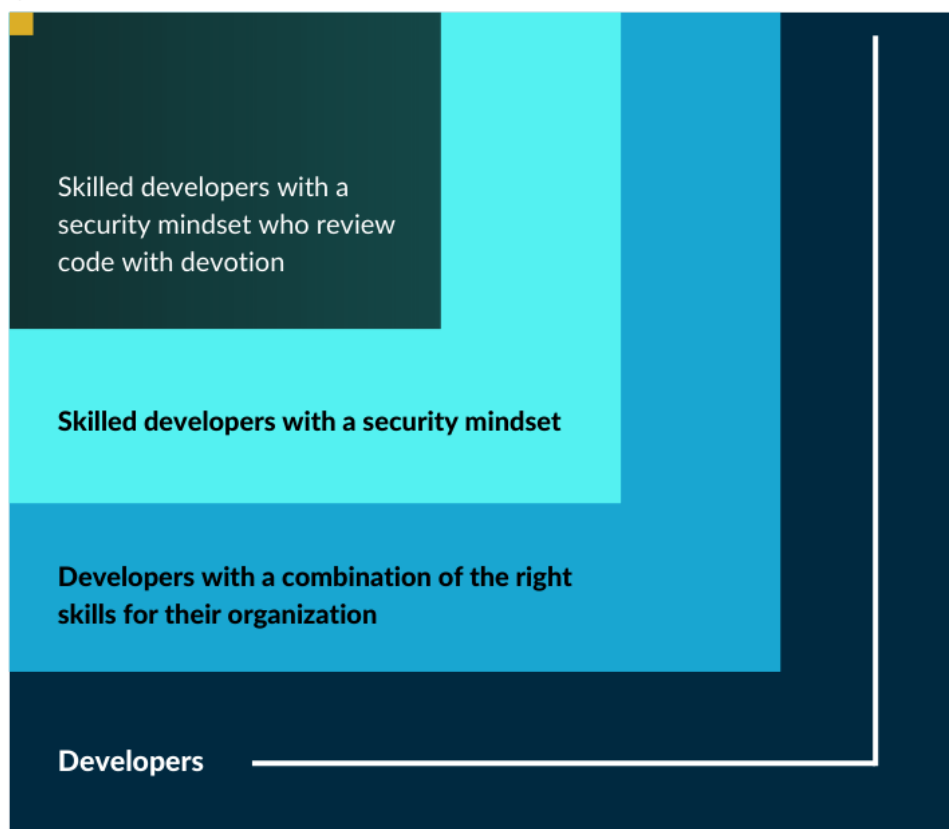 Skilled developers with a
security mindset who review
code with devotion
Skilled developers with a security mindset
Developers with a combination of the right
skills for their organization
Developers